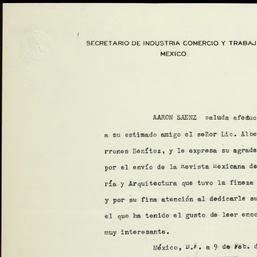 SECRETARIO DE INDUSTRIA COMERCIO Y TRABAJ
MEXICO.
AARON SAENZ saluda afectuo
a su estimado amigo el señor Lic. Albe
rrones Benítez, y le expresa su agrade
por el envío de la Revista Mexicana de
ría y Arquitectura que tuvo la fineza
y por su fina atención al dedicarle su
el que ha tenido el gusto de leer enco
muy interesante.
México, D.F. a 9 de Feb. d